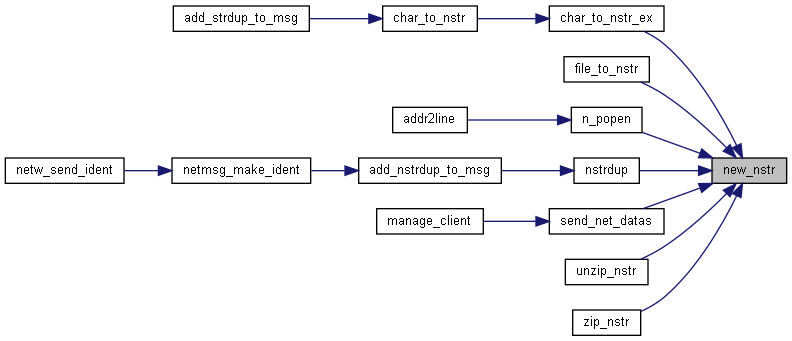 add_strdup_to_msg
char_to_nstr
char_to_nstr_ex
file_to_nstr
addr2line
n_popen
netw_send_ident
netmsg_make_ident
add_nstrdup_to_msg
nstrdup
new_nstr
manage_client
send_net_datas
unzip_nstr
zip_nstr